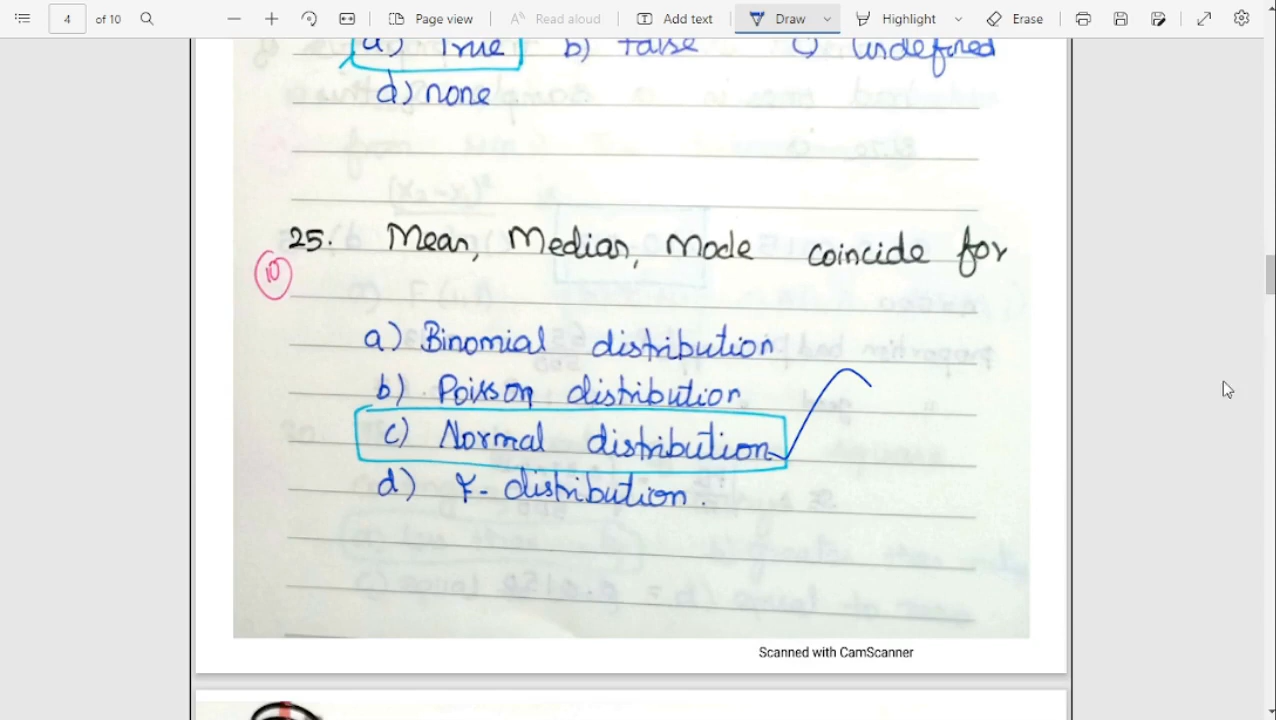 4 of 10 Page view Read aloud Add text Draw Highlight Erase
a) True b) false c) undefined
d) none
25. Mean, Median, Mode coincide for
10
a) Binomial distribution
b) Poisson distribution
c) Normal distribution
d) χ- distribution.
Scanned with CamScanner